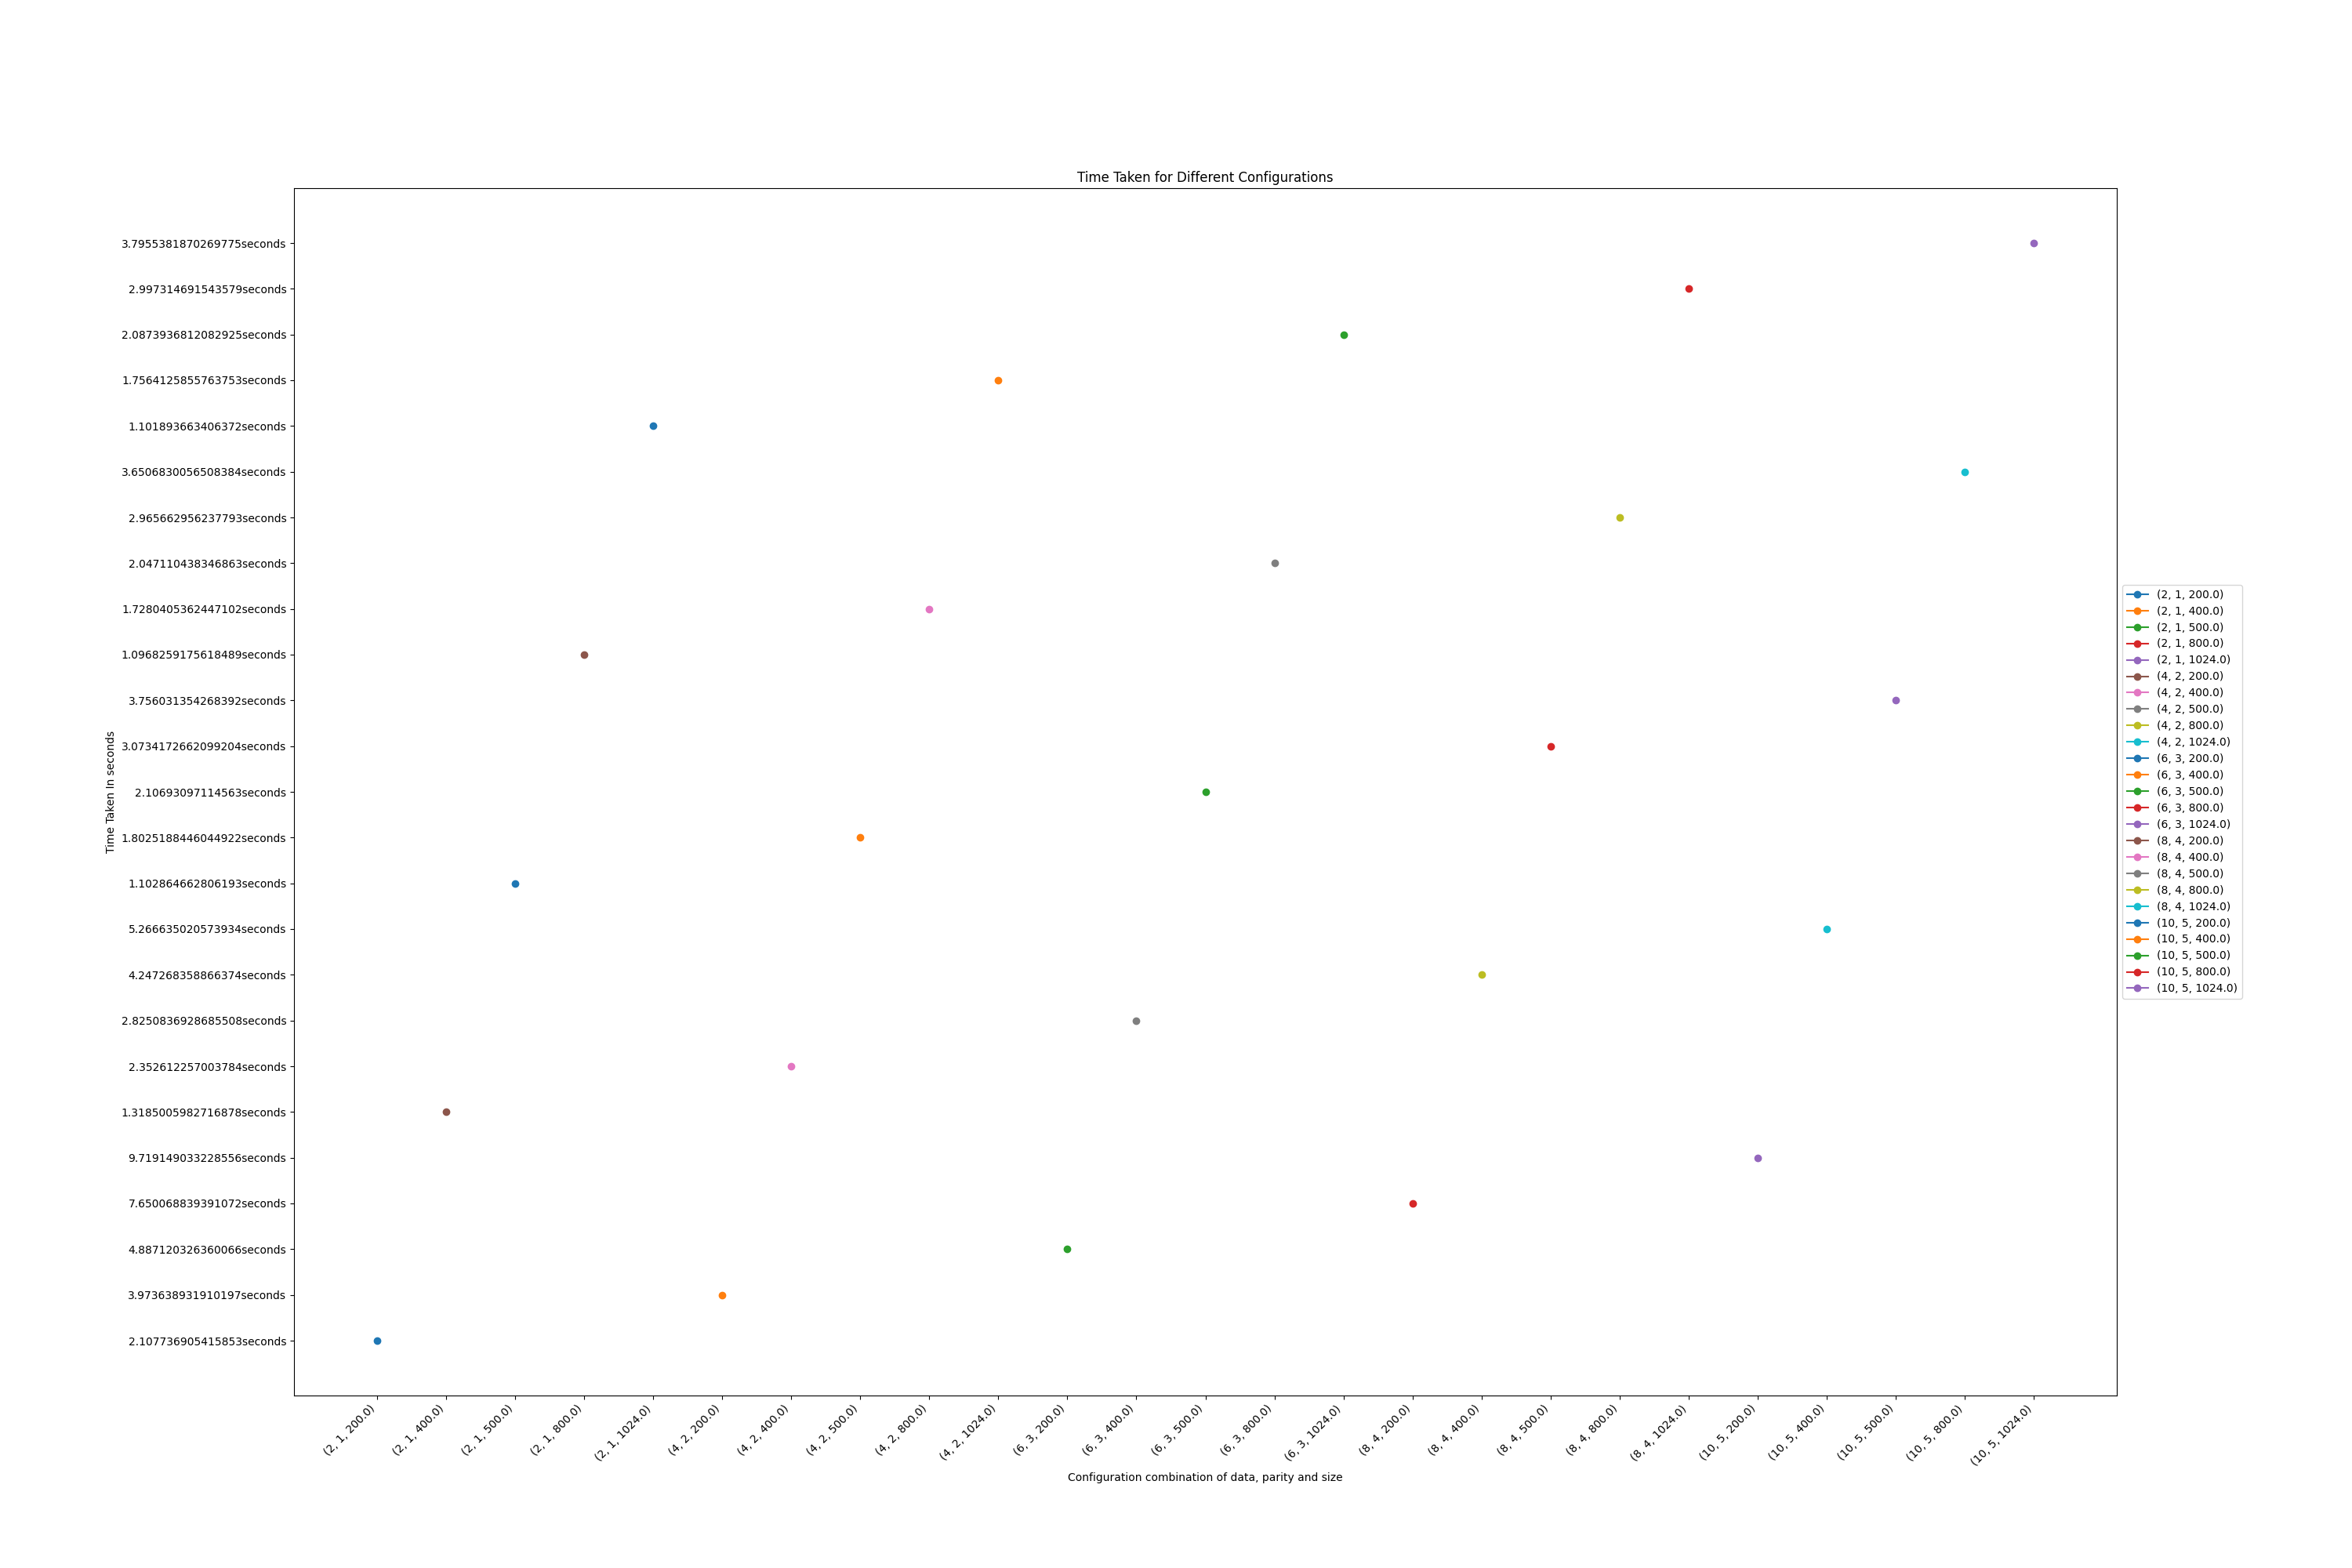 Time Taken for Different Configurations
3.7955381870269775seconds
2.997314691543579seconds
2.0873936812082925seconds
1.7564125855763753seconds
1.101893663406372seconds
3.6506830056508384seconds
2.965662956237793seconds
2.047110438346863seconds
1.7280405362447102seconds
1.0968259175618489seconds
3.756031354268392seconds
3.0734172662099204seconds
2.10693097114563seconds
1.8025188446044922seconds
1.102864662806193seconds
5.266635020573934seconds
4.247268358866374seconds
2.8250836928685508seconds
2.352612257003784seconds
1.3185005982716878seconds
9.719149033228556seconds
7.650068839391072seconds
4.887120326360066seconds
3.973638931910197seconds
2.107736905415853seconds
Time Taken In seconds
(2, 1, 200.0)
(2, 1, 400.0)
(2, 1, 500.0)
(2, 1, 800.0)
(2, 1, 1024.0)
(4, 2, 200.0)
(4, 2, 400.0)
(4, 2, 500.0)
(4, 2, 800.0)
(4, 2, 1024.0)
(6, 3, 200.0)
(6, 3, 400.0)
(6, 3, 500.0)
(6, 3, 800.0)
(6, 3, 1024.0)
(8, 4, 200.0)
(8, 4, 400.0)
(8, 4, 500.0)
(8, 4, 800.0)
(8, 4, 1024.0)
(10, 5, 200.0)
(10, 5, 400.0)
(10, 5, 500.0)
(10, 5, 800.0)
(10, 5, 1024.0)
Configuration combination of data, parity and size
(2, 1, 200.0)
(2, 1, 400.0)
(2, 1, 500.0)
(2, 1, 800.0)
(2, 1, 1024.0)
(4, 2, 200.0)
(4, 2, 400.0)
(4, 2, 500.0)
(4, 2, 800.0)
(4, 2, 1024.0)
(6, 3, 200.0)
(6, 3, 400.0)
(6, 3, 500.0)
(6, 3, 800.0)
(6, 3, 1024.0)
(8, 4, 200.0)
(8, 4, 400.0)
(8, 4, 500.0)
(8, 4, 800.0)
(8, 4, 1024.0)
(10, 5, 200.0)
(10, 5, 400.0)
(10, 5, 500.0)
(10, 5, 800.0)
(10, 5, 1024.0)